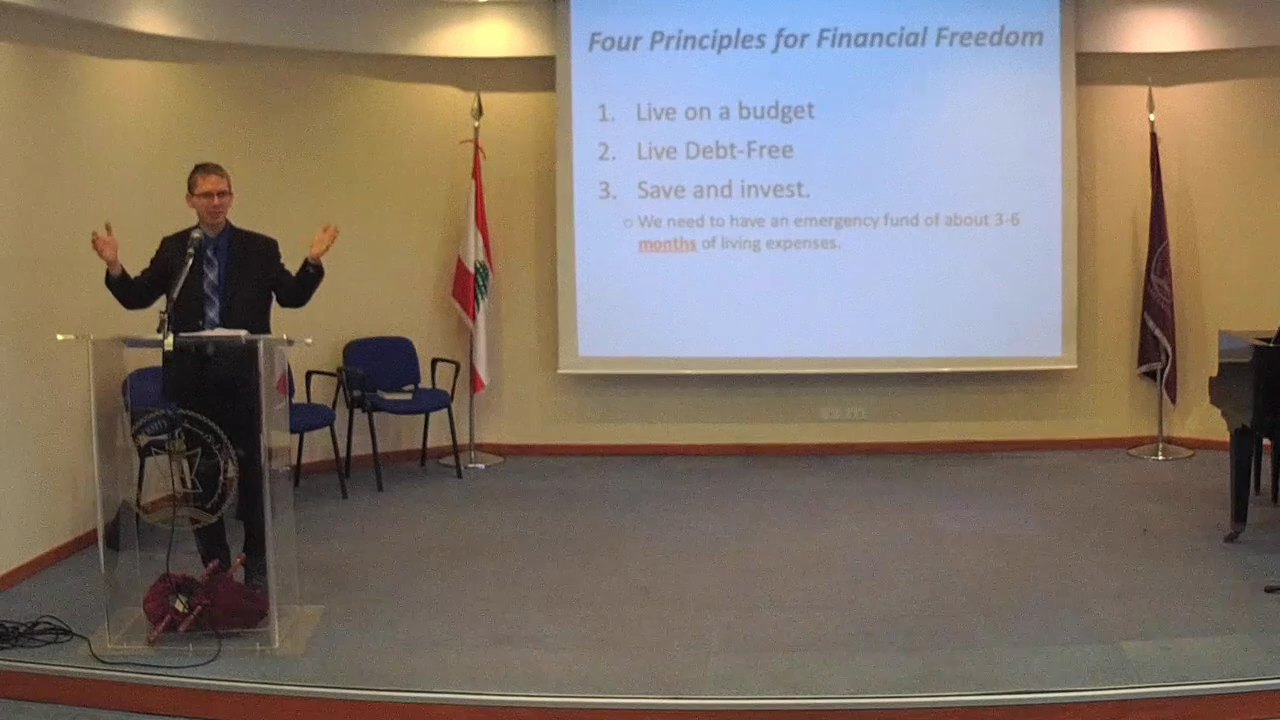 Four Principles for Financial Freedom
1. Live on a budget
2. Live Debt-Free
3. Save and invest.
○ We need to have an emergency fund of about 3-6
months of living expenses.